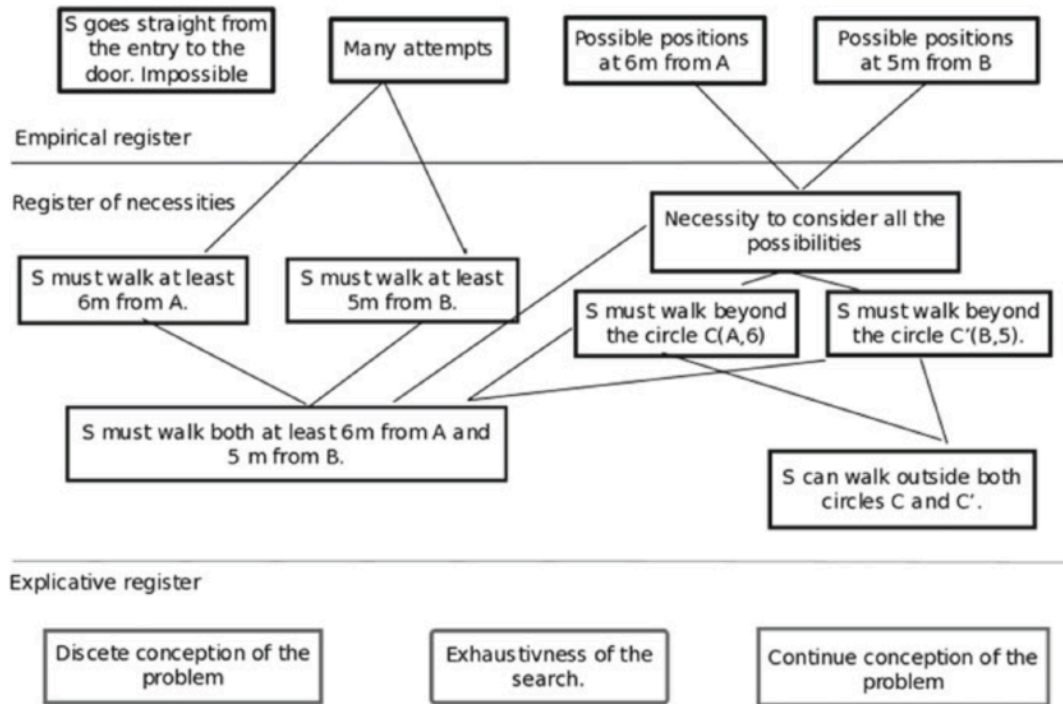 S goes straight from
the entry to the
door. Impossible
Many attempts
Possible positions
at 6m from A
Possible positions
at 5m from B
Empirical register
Register of necessities
Necessity to consider all the
possibilities
S must walk at least
6m from A.
S must walk at least
5m from B.
S must walk beyond
the circle C(A,6)
S must walk beyond
the circle C'(B,5).
S must walk both at least 6m from A and
5 m from B.
S can walk outside both
circles C and C'.
Explicative register
Discete conception of the
problem
Exhaustivness of the
search.
Continue conception of the
problem